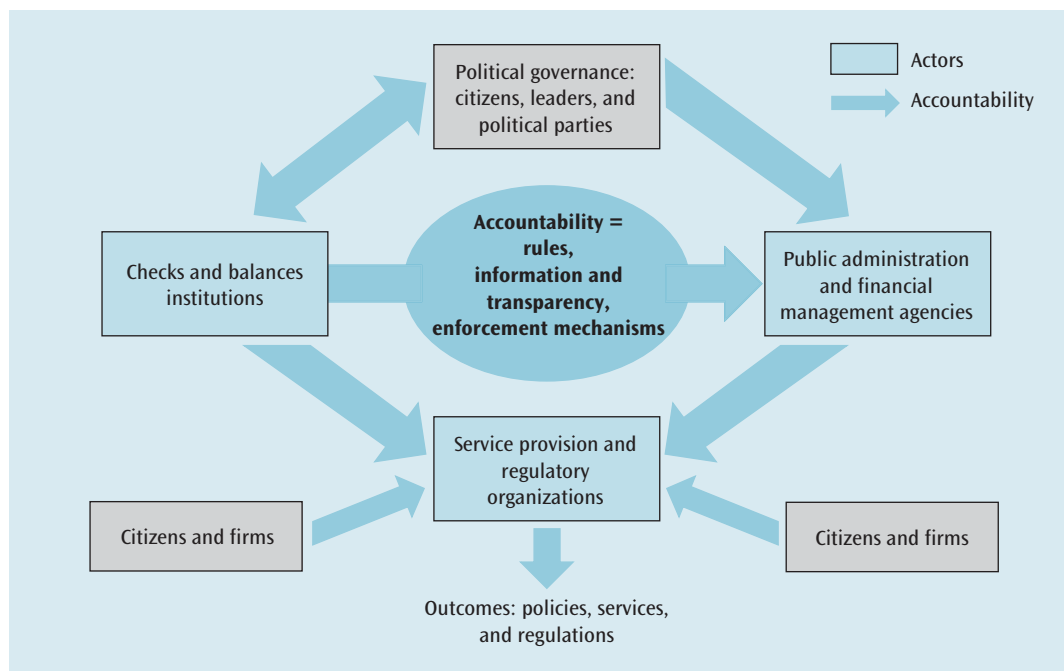 Political governance:
citizens, leaders, and
political parties
Actors
Accountability
Checks and balances
institutions
Accountability =
rules,
information and
transparency,
enforcement mechanisms
Public administration
and financial
management agencies
Service provision and
regulatory
organizations
Citizens and firms
Citizens and firms
Outcomes: policies, services,
and regulations